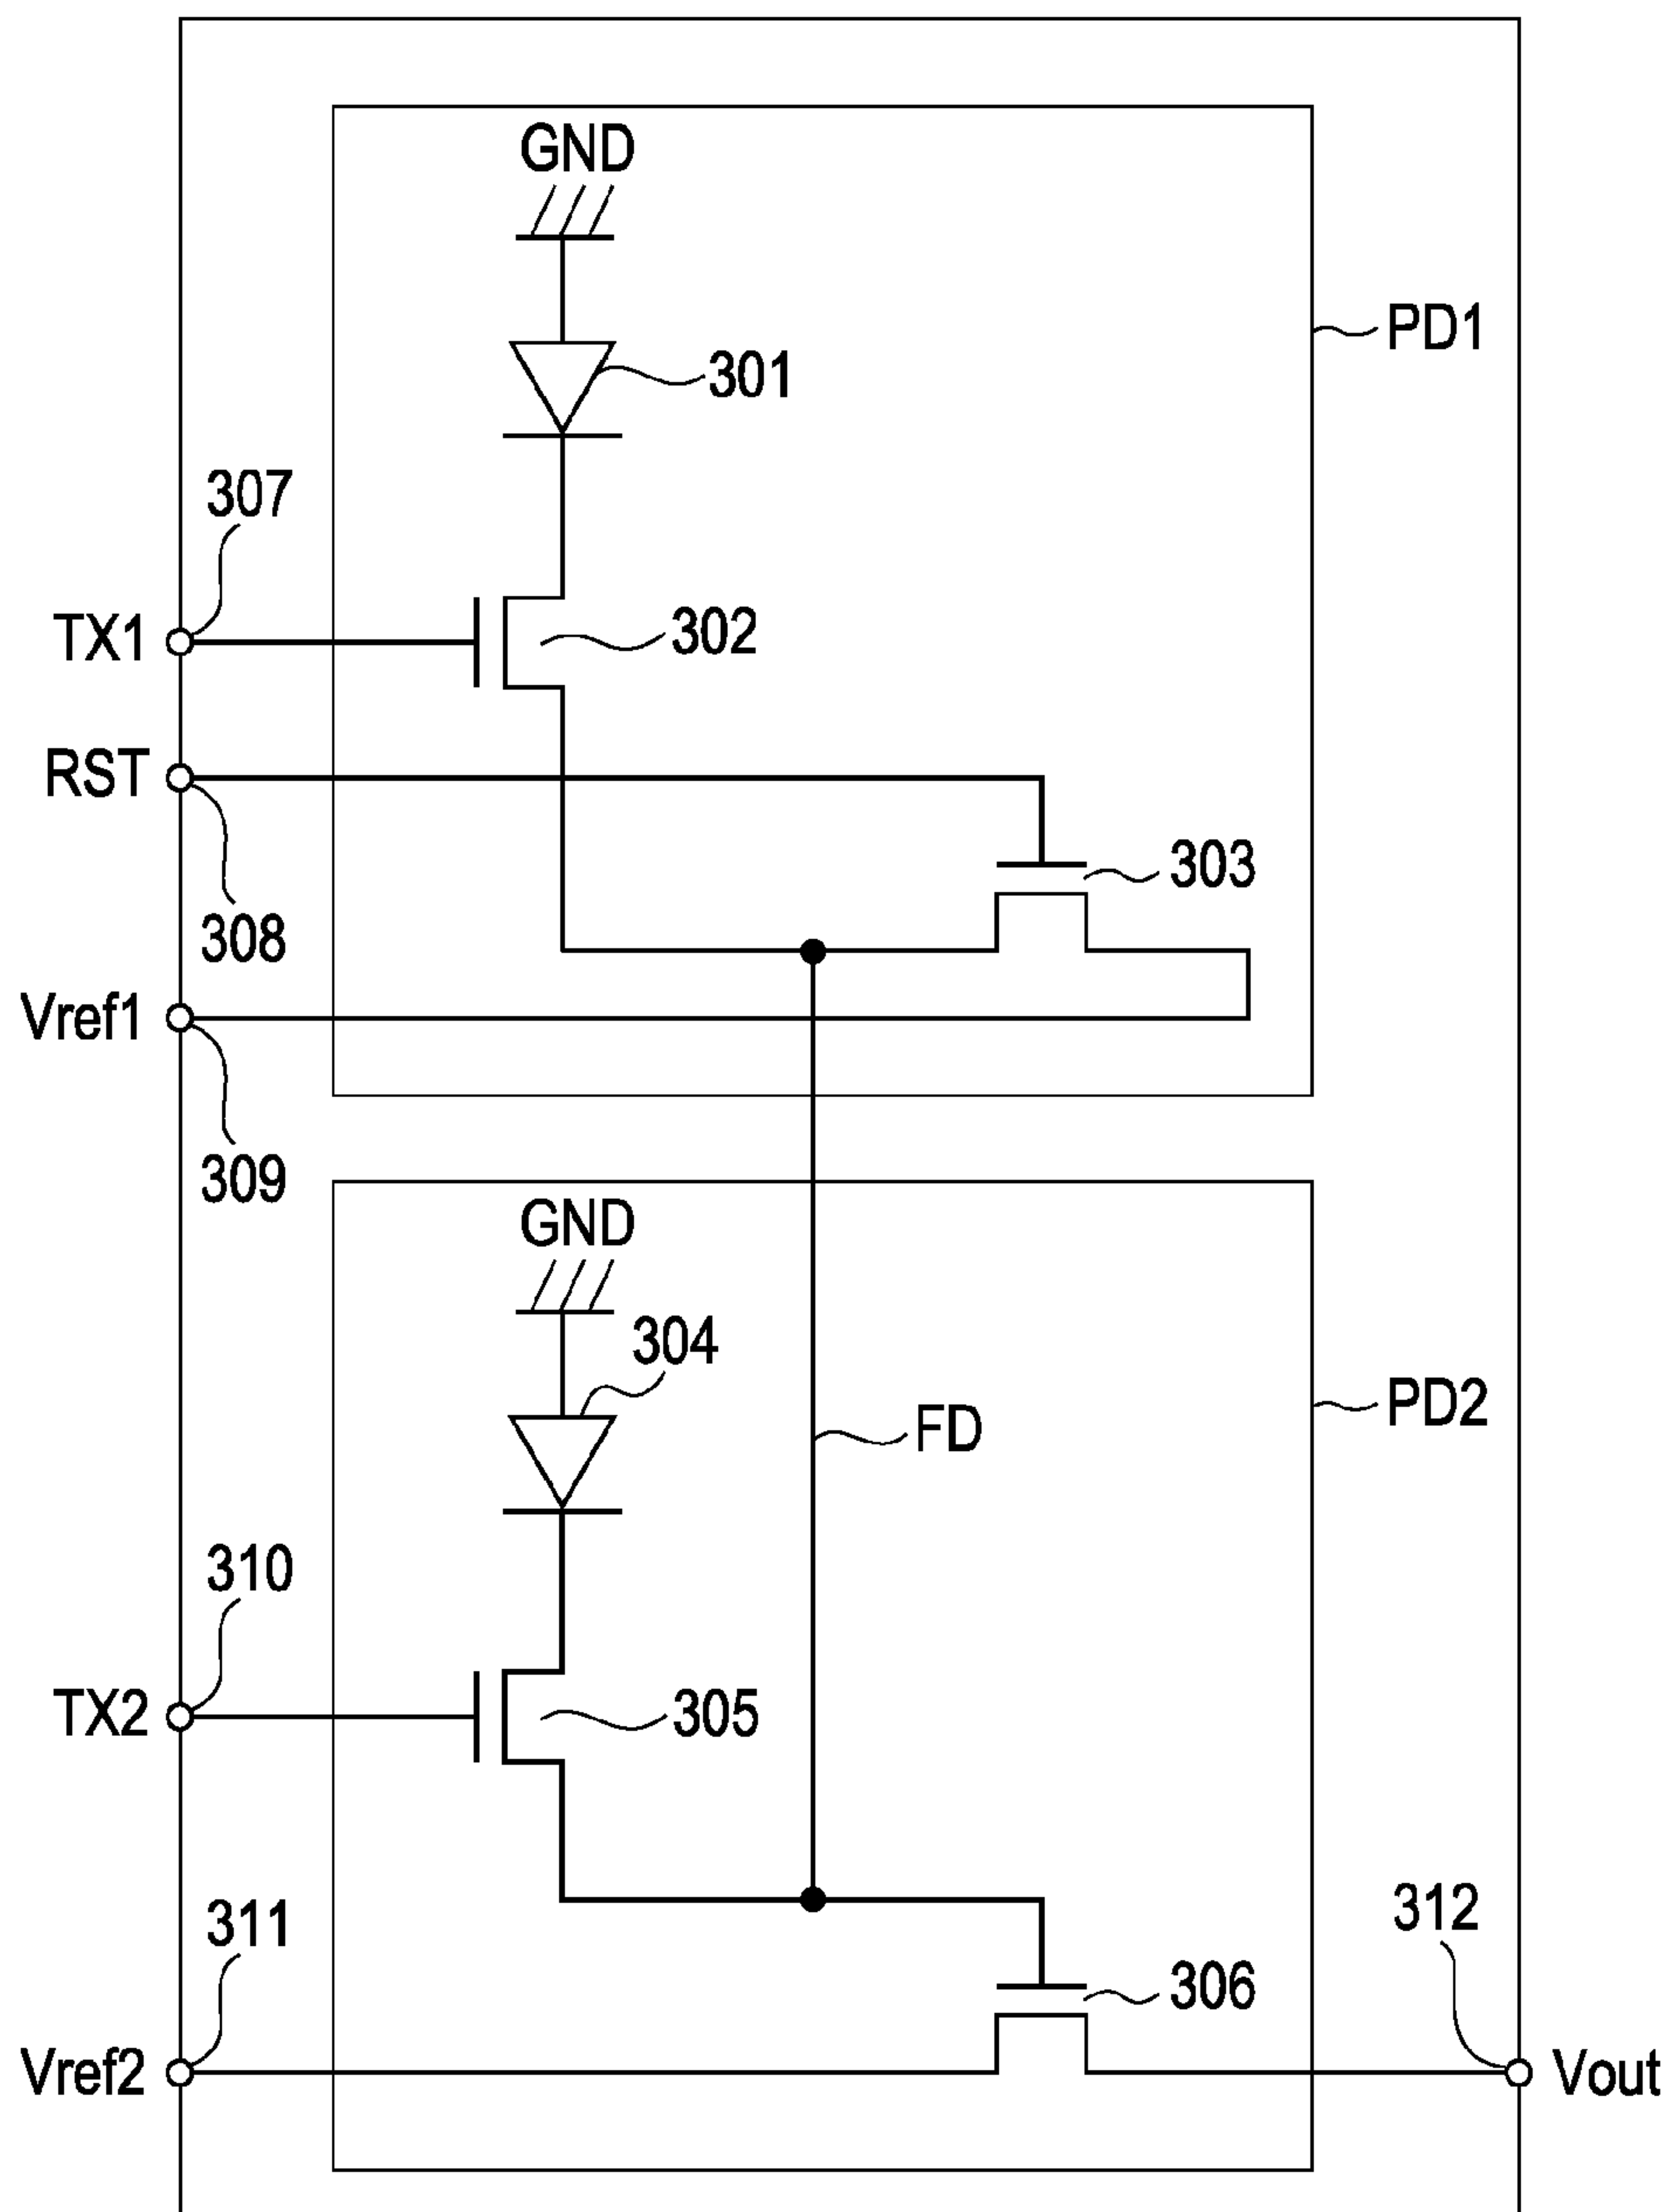 GND
PD1
301
307
TX1
302
RST
303
308
Vref1
309
GND
304
PD2
FD
310
TX2
305
311
312
306
Vref2
Vout